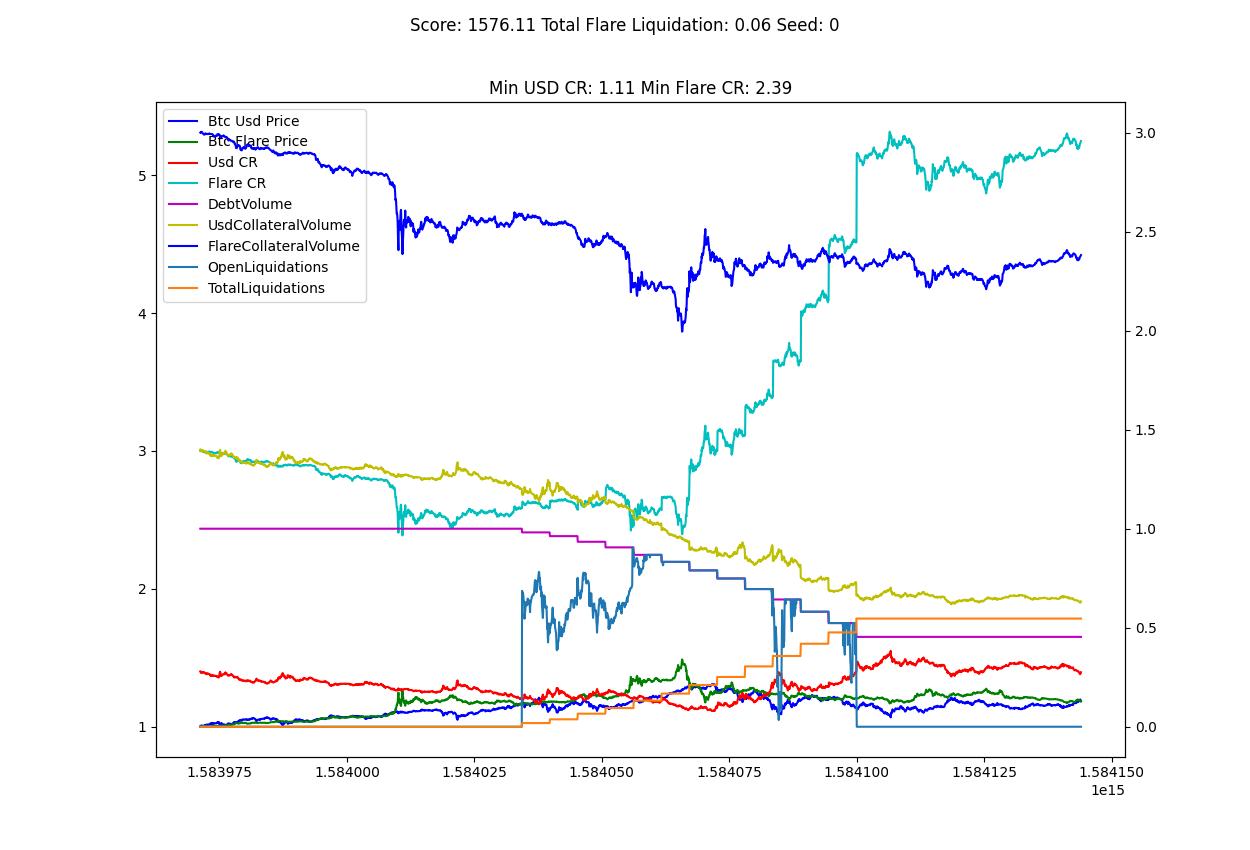 Score: 1576.11 Total Flare Liquidation: 0.06 Seed: 0
Min USD CR: 1.11 Min Flare CR: 2.39
Btc Usd Price
Btc Flare Price
Usd CR
Flare CR
DebtVolume
UsdCollateralVolume
FlareCollateralVolume
OpenLiquidations
TotalLiquidations
5
4
3
2
1
3.0
2.5
2.0
1.5
1.0
0.5
0.0
1.583975 1.584000 1.584025 1.584050 1.584075 1.584100 1.584125 1.584150
1e15